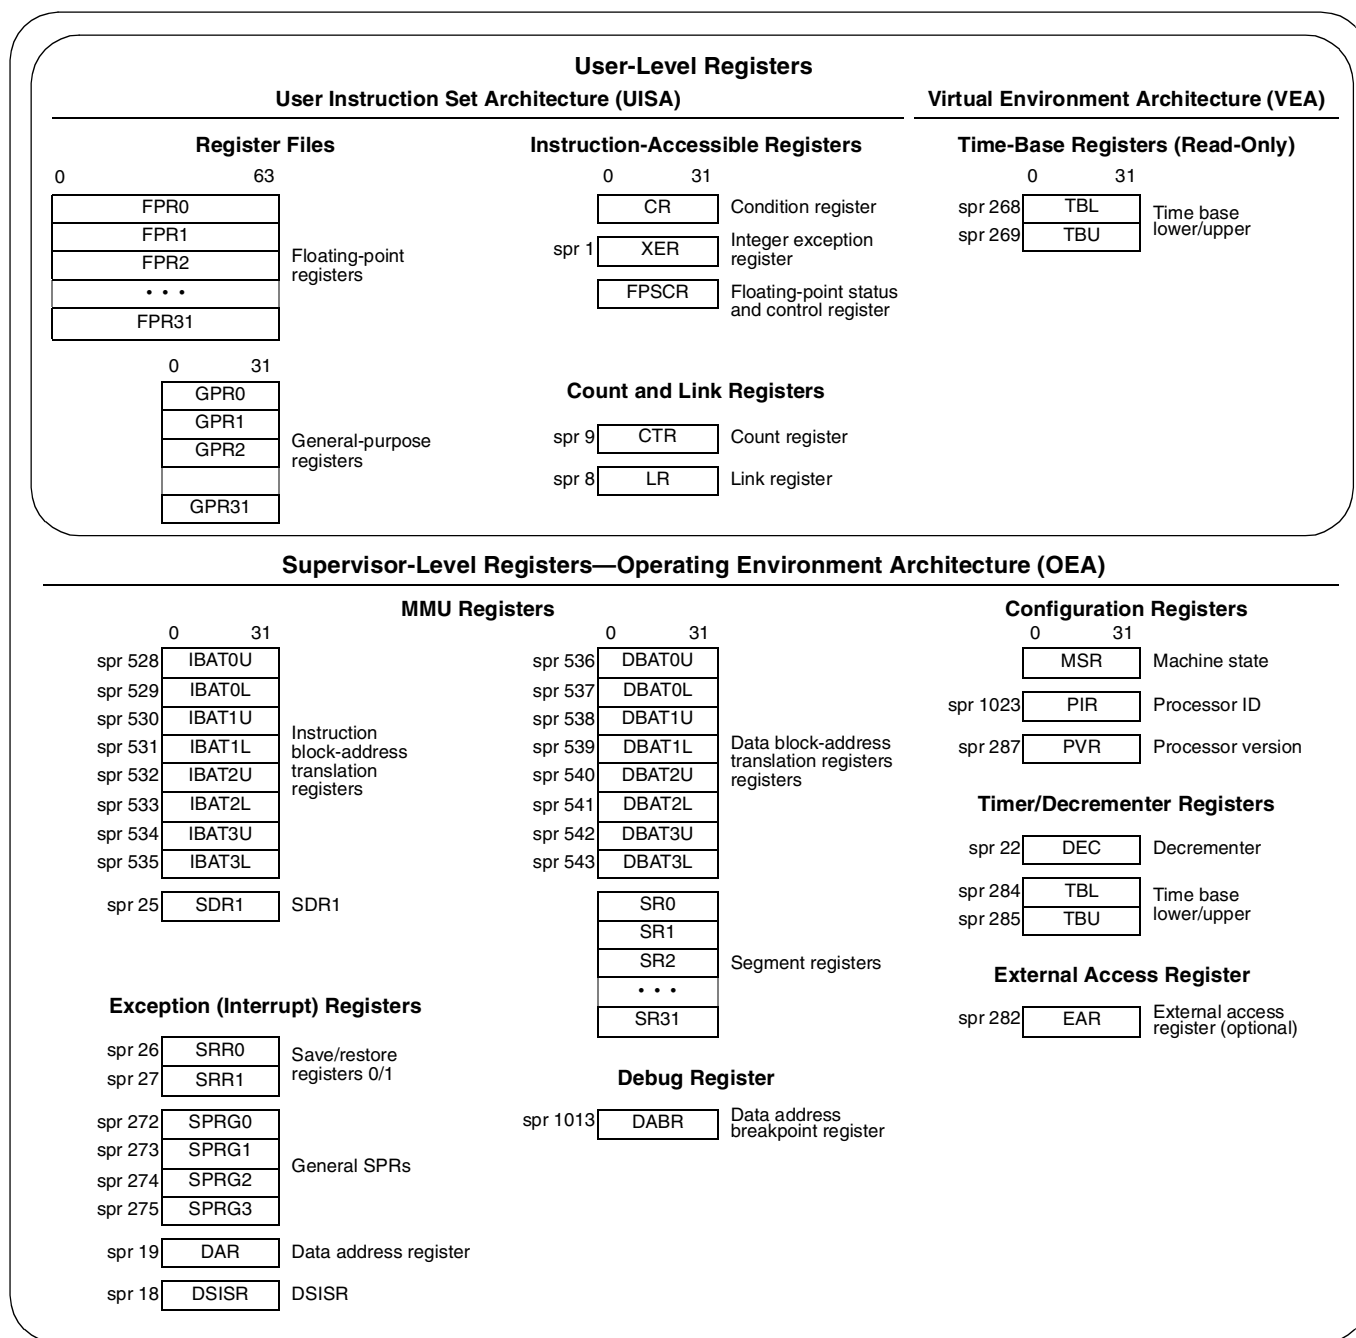 User-Level Registers
User Instruction Set Architecture (UISA)
Virtual Environment Architecture (VEA)
Register Files
0 63
FPR0
FPR1
FPR2
• • •
FPR31
Floating-point
registers
0 31
GPR0
GPR1
GPR2
GPR31
General-purpose
registers
Instruction-Accessible Registers
0 31
CR Condition register
spr 1 XER Integer exception
register
FPSCR Floating-point status
and control register
Count and Link Registers
spr 9 CTR Count register
spr 8 LR Link register
Time-Base Registers (Read-Only)
0 31
spr 268 TBL
spr 269 TBU
Time base
lower/upper
Supervisor-Level Registers—Operating Environment Architecture (OEA)
MMU Registers
0 31
spr 528 IBAT0U
spr 529 IBAT0L
spr 530 IBAT1U
spr 531 IBAT1L
spr 532 IBAT2U
spr 533 IBAT2L
spr 534 IBAT3U
spr 535 IBAT3L
Instruction
block-address
translation
registers
spr 25 SDR1 SDR1
0 31
spr 536 DBAT0U
spr 537 DBAT0L
spr 538 DBAT1U
spr 539 DBAT1L
spr 540 DBAT2U
spr 541 DBAT2L
spr 542 DBAT3U
spr 543 DBAT3L
Data block-address
translation registers
registers
SR0
SR1
SR2
• • •
SR31
Segment registers
Configuration Registers
0 31
MSR Machine state
spr 1023 PIR Processor ID
spr 287 PVR Processor version
Timer/Decrementer Registers
spr 22 DEC Decrementer
spr 284 TBL
spr 285 TBU
Time base
lower/upper
External Access Register
spr 282 EAR External access
register (optional)
Exception (Interrupt) Registers
spr 26 SRR0
spr 27 SRR1
Save/restore
registers 0/1
spr 272 SPRG0
spr 273 SPRG1
spr 274 SPRG2
spr 275 SPRG3
General SPRs
spr 19 DAR Data address register
spr 18 DSISR DSISR
Debug Register
spr 1013 DABR Data address
breakpoint register